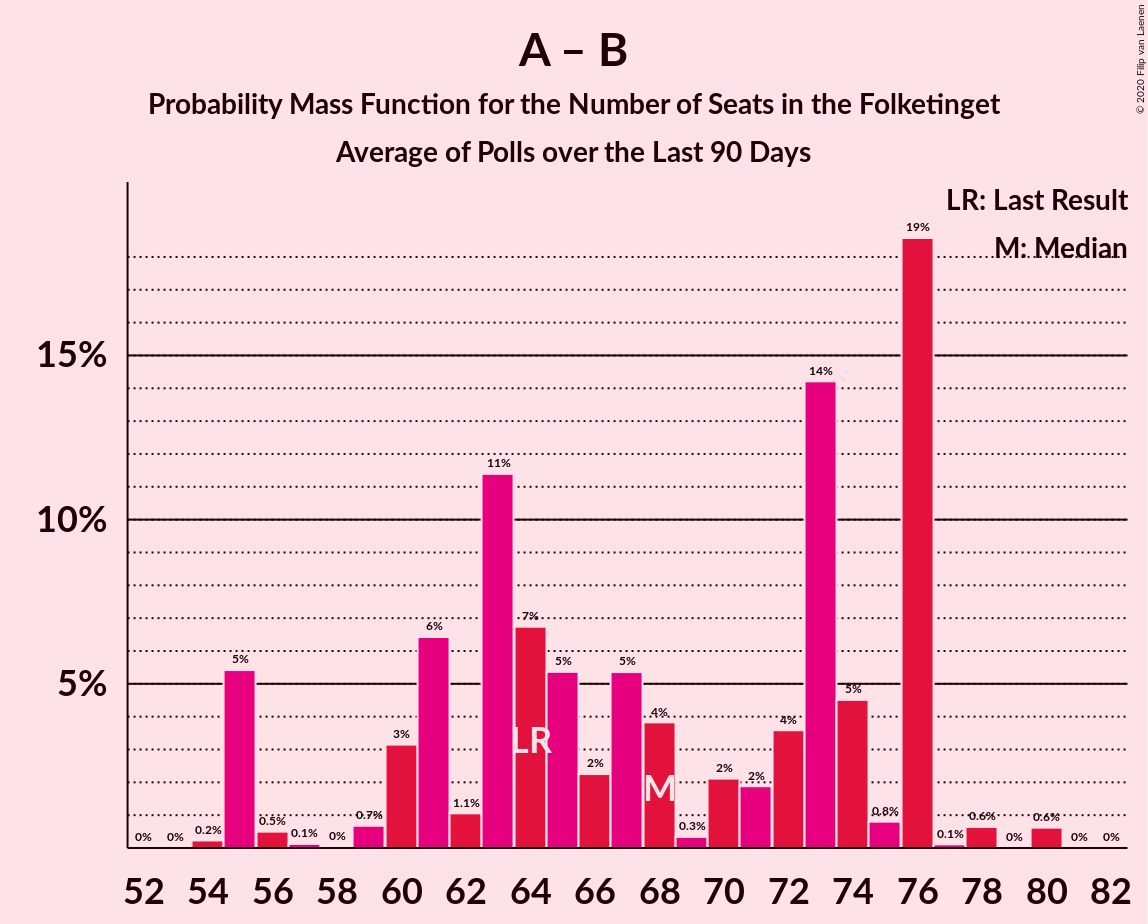 A – B
Probability Mass Function for the Number of Seats in the Folketinget
Average of Polls over the Last 90 Days
© 2020 Filip van Laenen
LR: Last Result
M: Median
15%
10%
5%
0% 0% 0.2% 5% 0.5% 0.1% 0% 0.7% 3% 6% 1.1% 11% 7% 5% 2% 5% 4% 0.3% 2% 2% 4% 14% 5% 0.8% 19% 0.1% 0.6% 0% 0.6% 0% 0%
LR
M
52 54 56 58 60 62 64 66 68 70 72 74 76 78 80 82